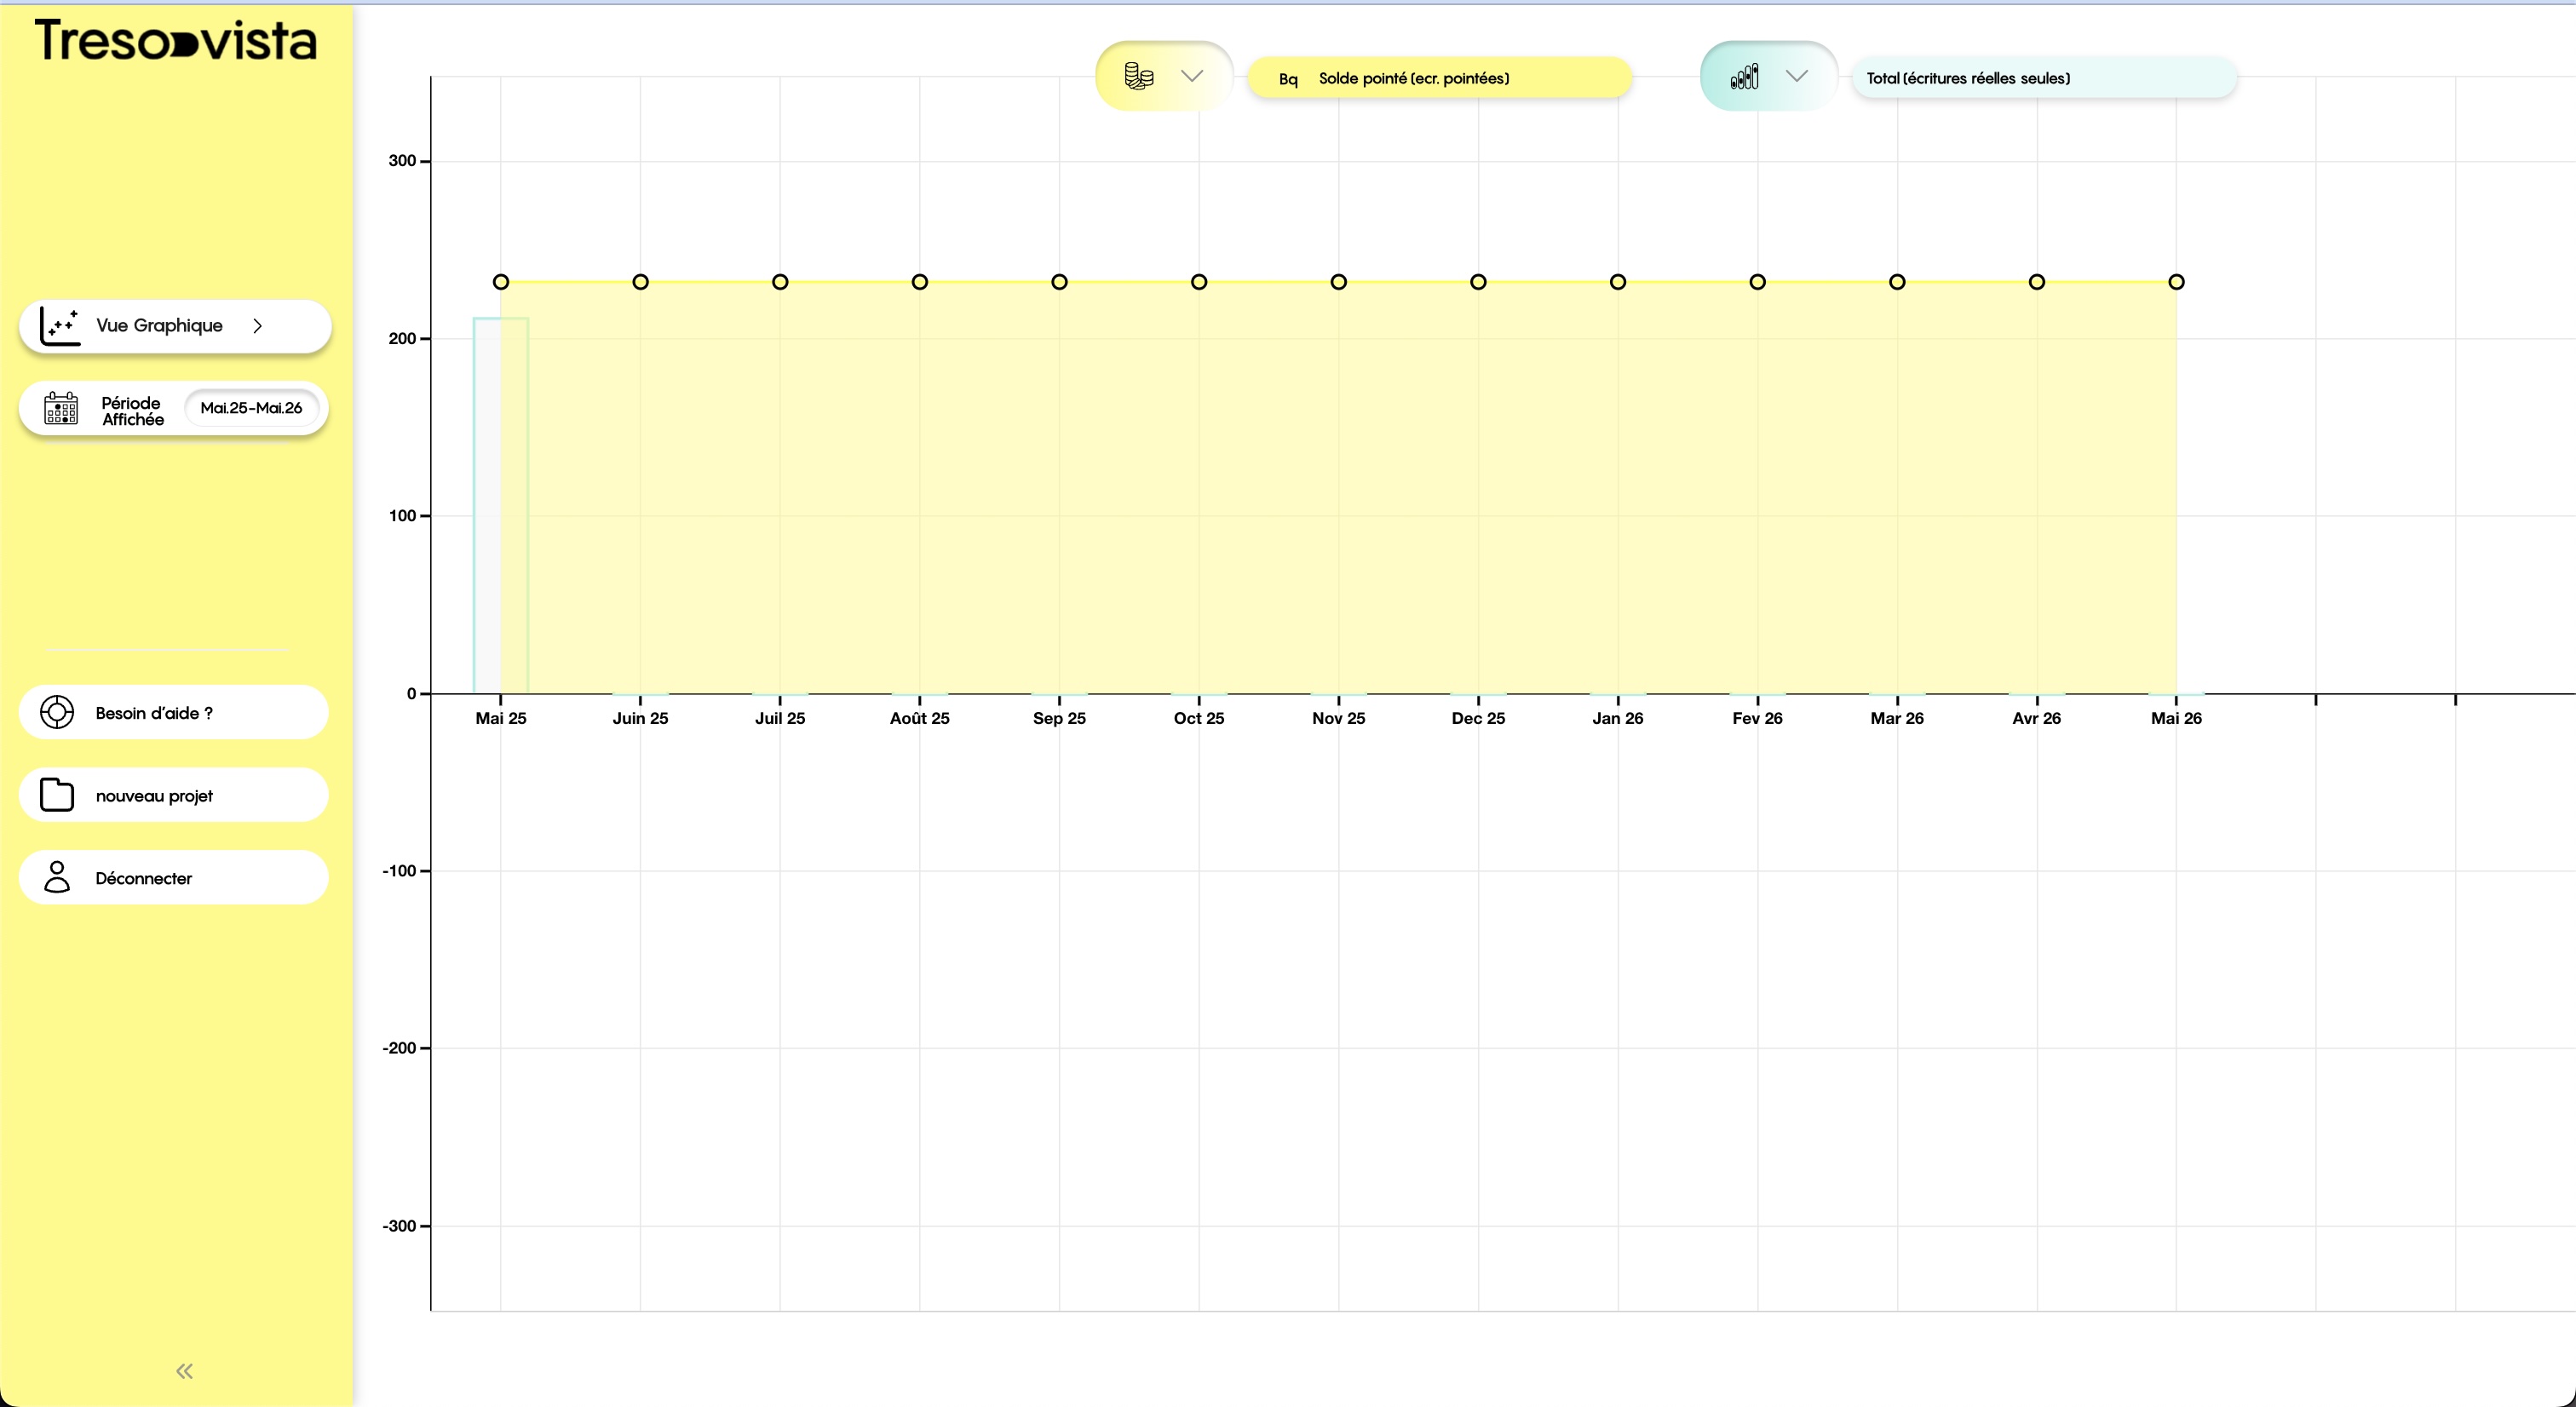 Tresovista
Vue Graphique
Période
Affichée
Mai.25-Mai.26
Besoin d'aide ?
nouveau projet
Déconnecter
Bq Solde pointé (ecr. pointées)
Total (écritures réelles seules)
300
200
100
0
Mai 25 Juin 25 Juil 25 Août 25 Sep 25 Oct 25 Nov 25 Dec 25 Jan 26 Fev 26 Mar 26 Avr 26 Mai 26
-100
-200
-300